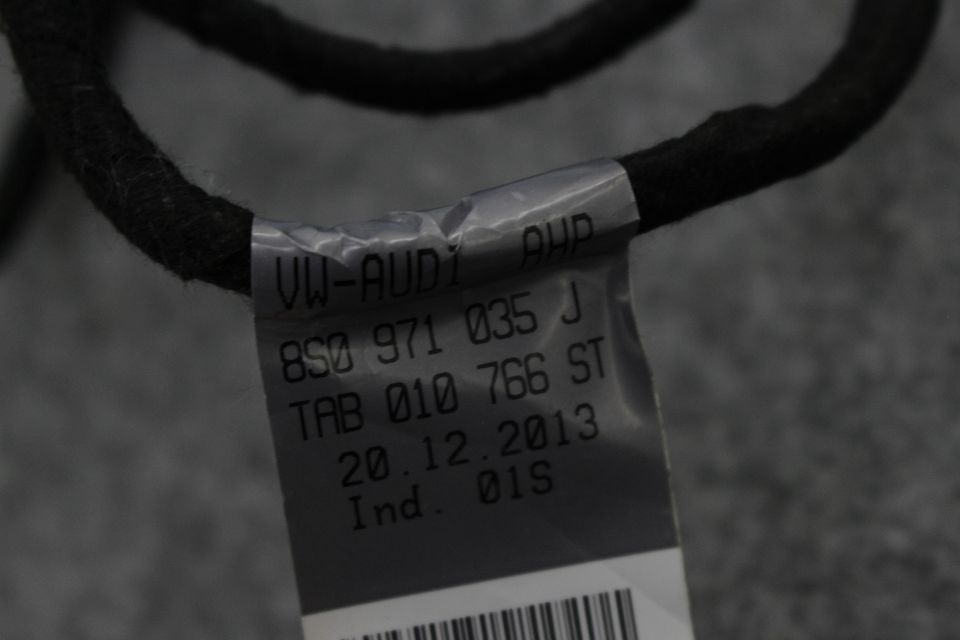 VW-AUDi AHP
8S0 971 035 J
TAB 010 766 ST
20.12.2013
Ind. 01S